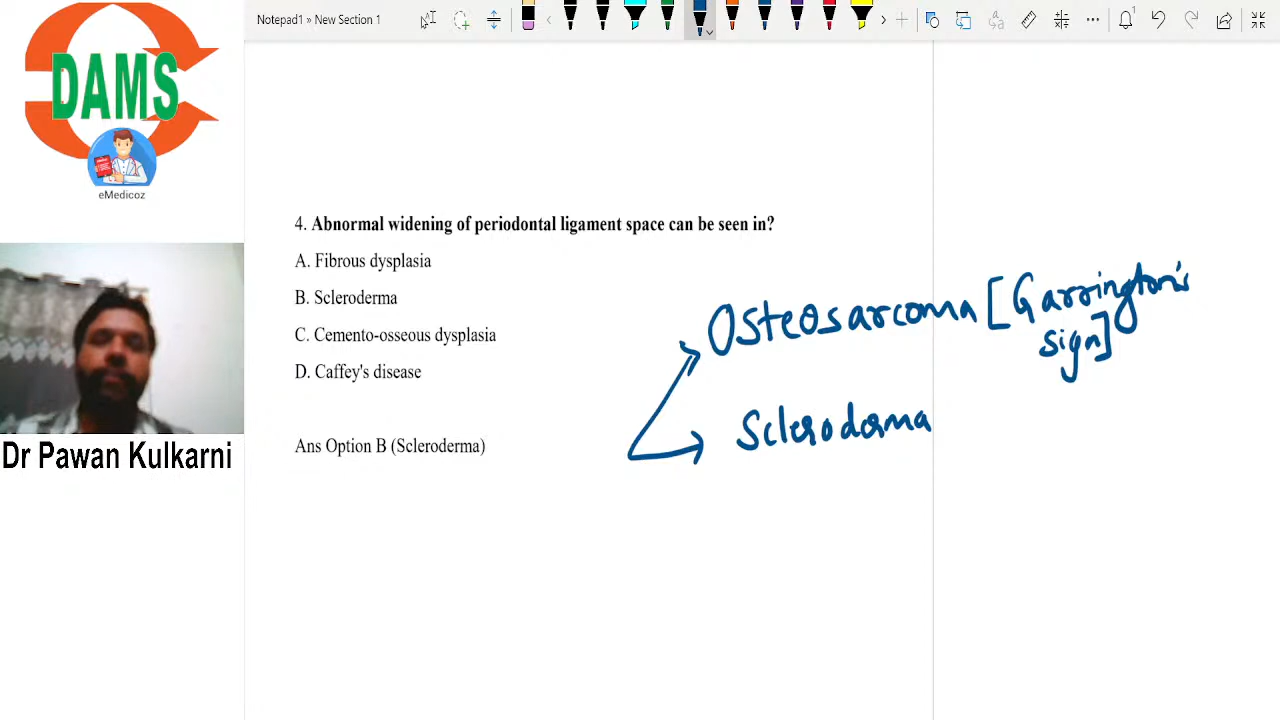 Notepad1 » New Section 1
DAMS
eMedicoz
4. Abnormal widening of periodontal ligament space can be seen in?
A. Fibrous dysplasia
B. Scleroderma
C. Cemento-osseous dysplasia
D. Caffey's disease
Osteosarcoma [Garrington's
sign]
Scleroderma
Ans Option B (Scleroderma)
Dr Pawan Kulkarni